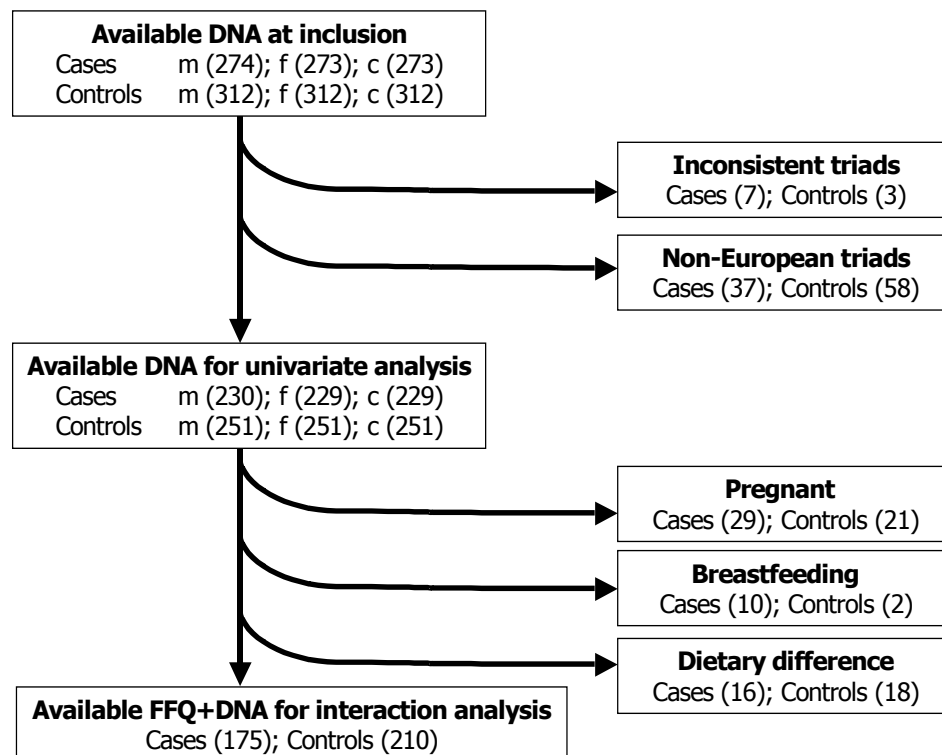 Available DNA at inclusion
Cases m (274); f (273); c (273)
Controls m (312); f (312); c (312)
Inconsistent triads
Cases (7); Controls (3)
Non-European triads
Cases (37); Controls (58)
Available DNA for univariate analysis
Cases m (230); f (229); c (229)
Controls m (251); f (251); c (251)
Pregnant
Cases (29); Controls (21)
Breastfeeding
Cases (10); Controls (2)
Dietary difference
Cases (16); Controls (18)
Available FFQ+DNA for interaction analysis
Cases (175); Controls (210)